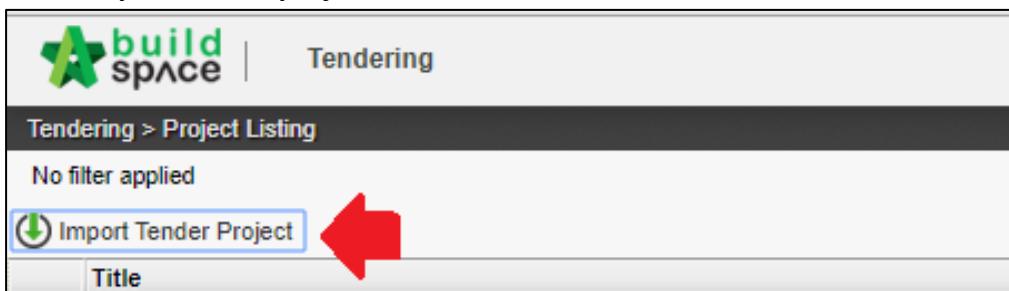 build
space
Tendering
Tendering > Project Listing
No filter applied
Import Tender Project
Title